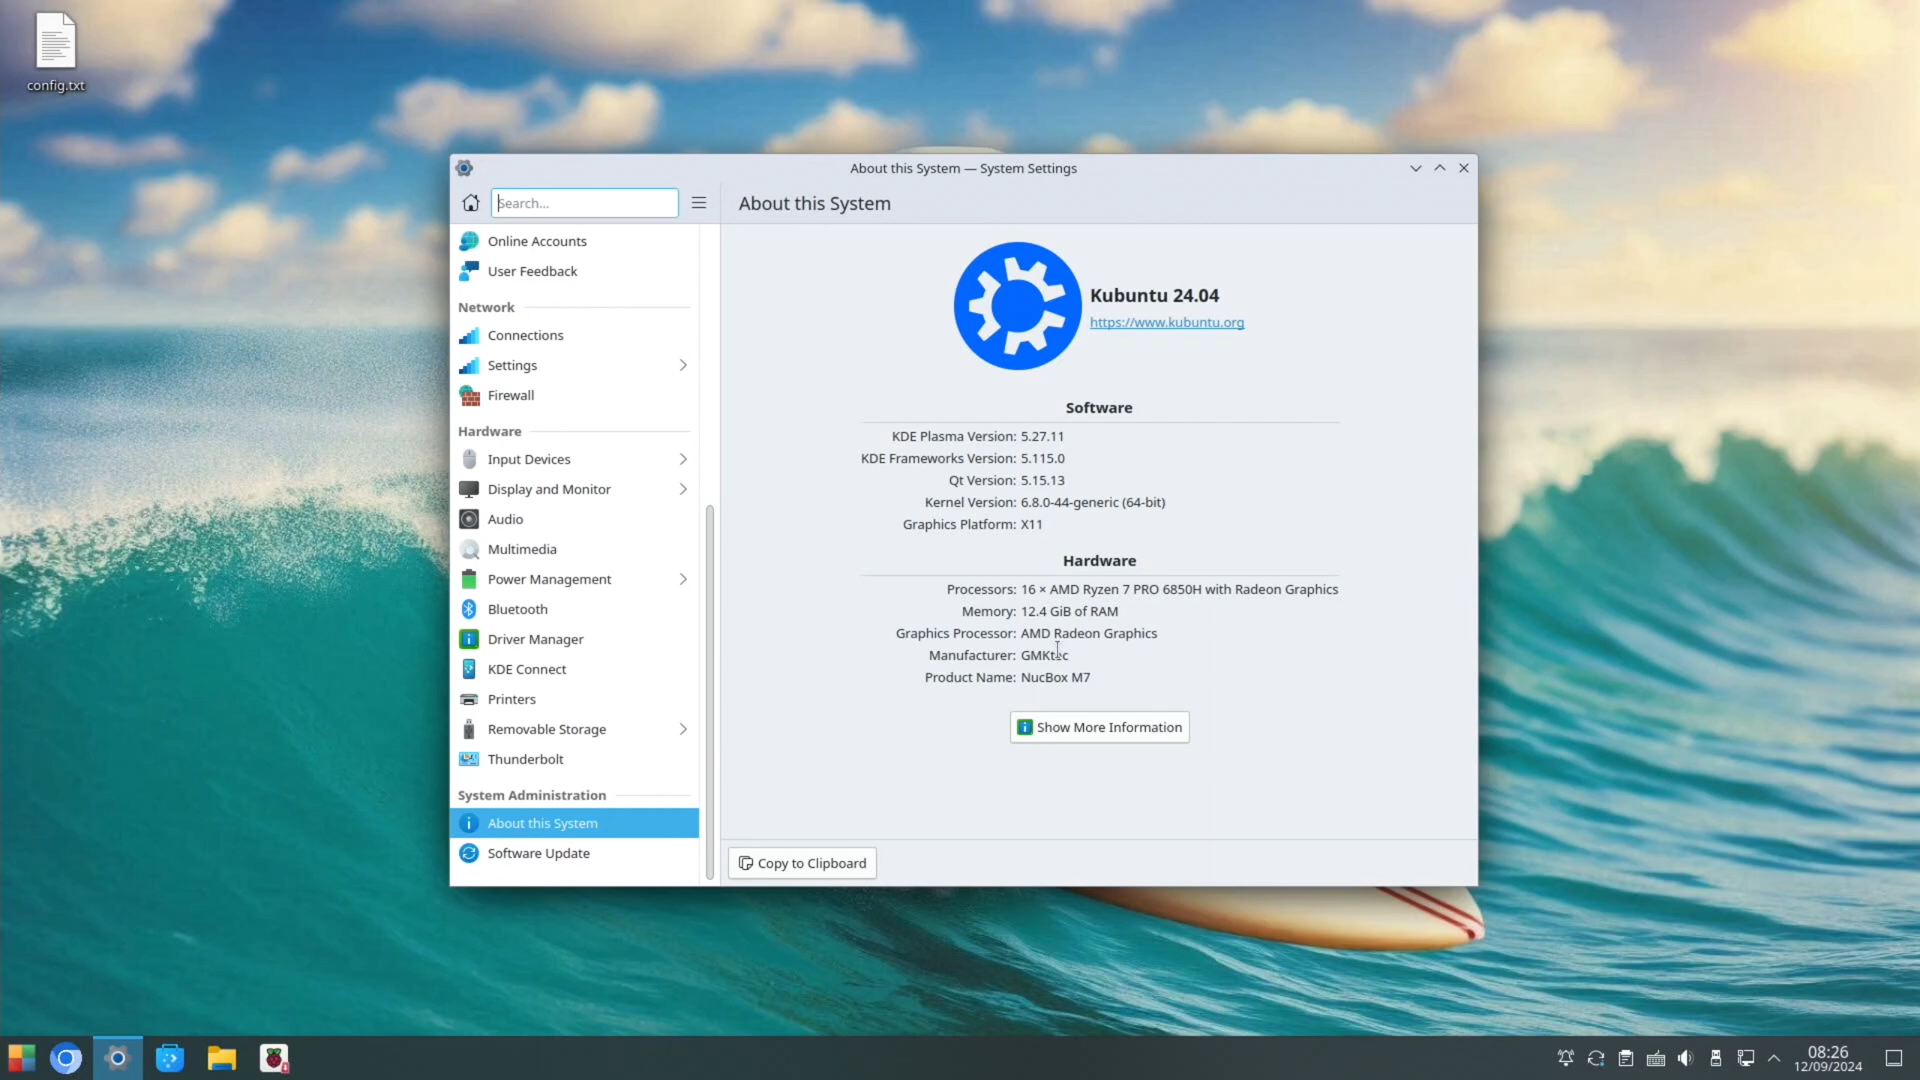 config.txt
About this System — System Settings
Search...
About this System
Online Accounts
User Feedback
Network
Connections
Settings
Firewall
Hardware
Input Devices
Display and Monitor
Audio
Multimedia
Power Management
Bluetooth
Driver Manager
KDE Connect
Printers
Removable Storage
Thunderbolt
System Administration
About this System
Software Update
Kubuntu 24.04
https://www.kubuntu.org
Software
KDE Plasma Version: 5.27.11
KDE Frameworks Version: 5.115.0
Qt Version: 5.15.13
Kernel Version: 6.8.0-44-generic (64-bit)
Graphics Platform: X11
Hardware
Processors: 16 × AMD Ryzen 7 PRO 6850H with Radeon Graphics
Memory: 12.4 GiB of RAM
Graphics Processor: AMD Radeon Graphics
Manufacturer: GMKtec
Product Name: NucBox M7
Show More Information
Copy to Clipboard
08:26
12/09/2024